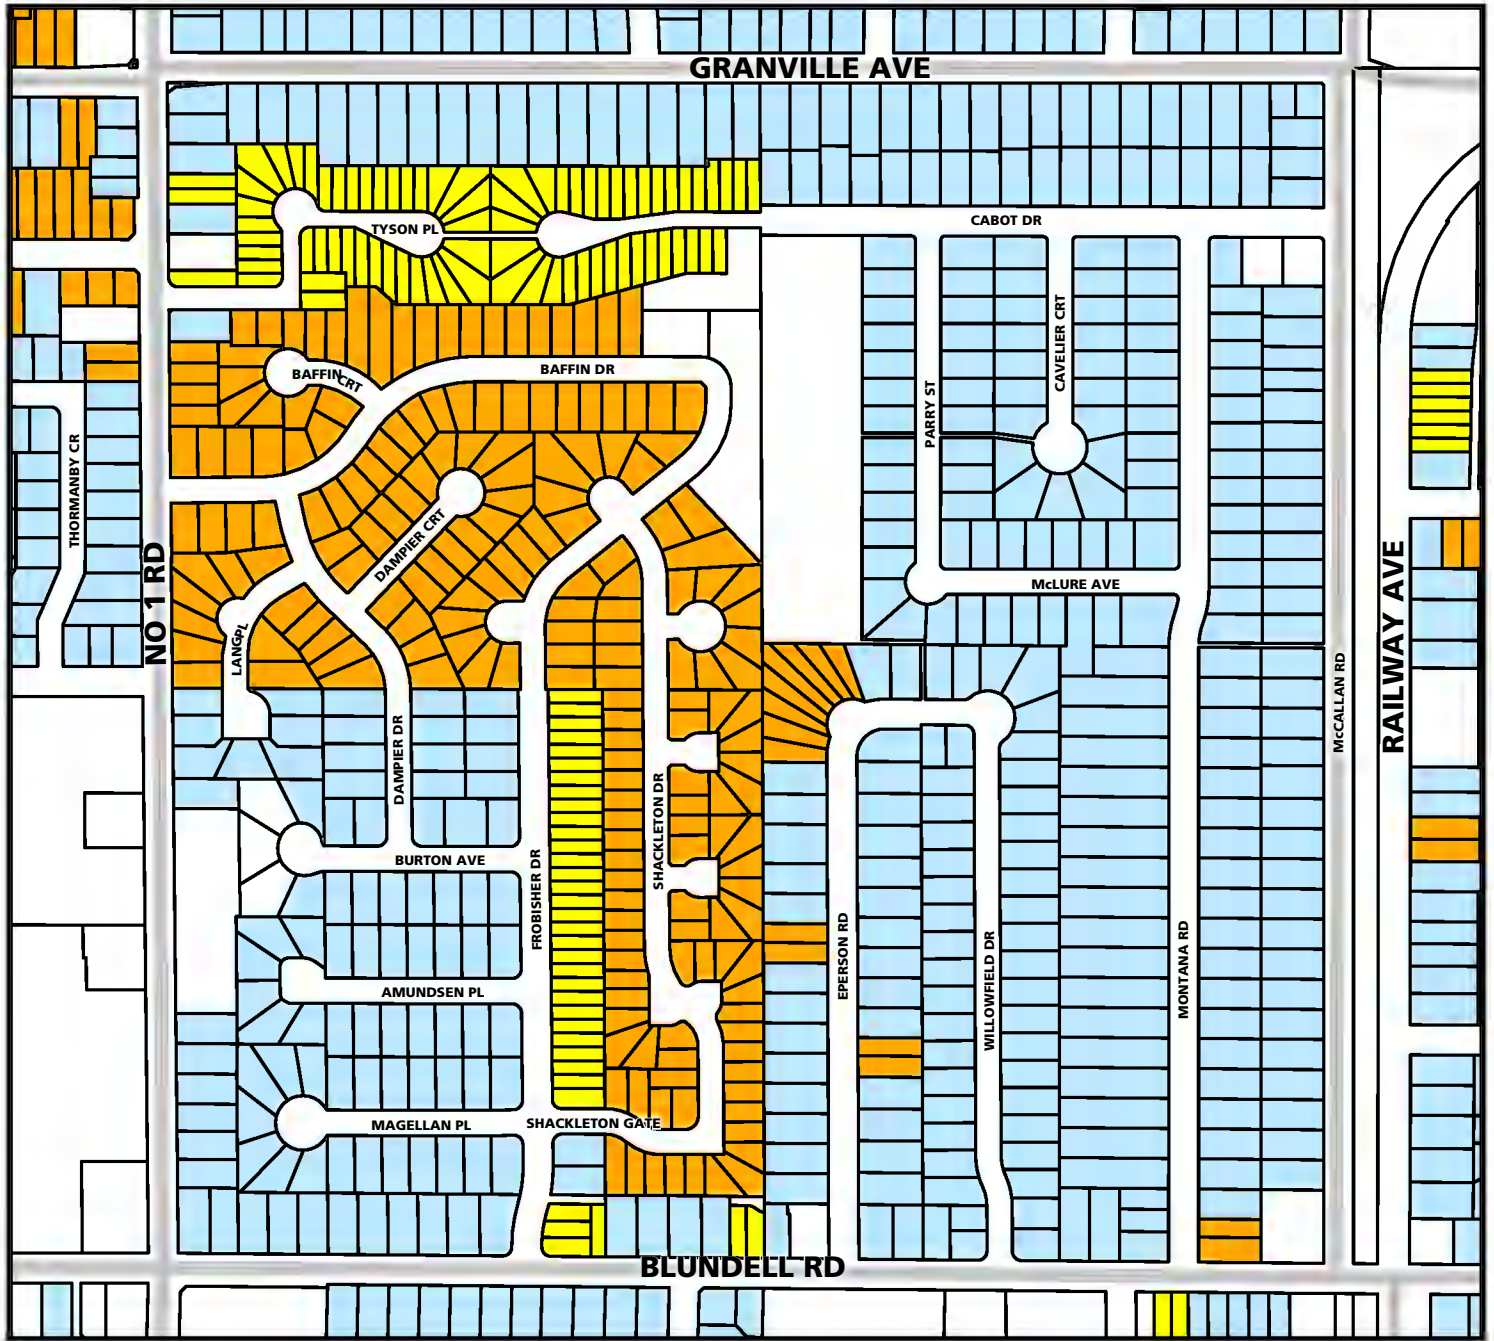 GRANVILLE AVE
TYSON PL
CABOT DR
BAFFIN CRT
BAFFIN DR
CAVELIER CRT
PARRY ST
THORMANBY CR
NO 1 RD
DAMPIER CRT
McLURE AVE
RAILWAY AVE
LANG PL
McCALLAN RD
DAMPIER DR
SHACKLETON DR
BURTON AVE
FROBISHER DR
EPERSON RD
WILLOWFIELD DR
MONTANA RD
AMUNDSEN PL
MAGELLAN PL
SHACKLETON GATE
BLUNDELL RD